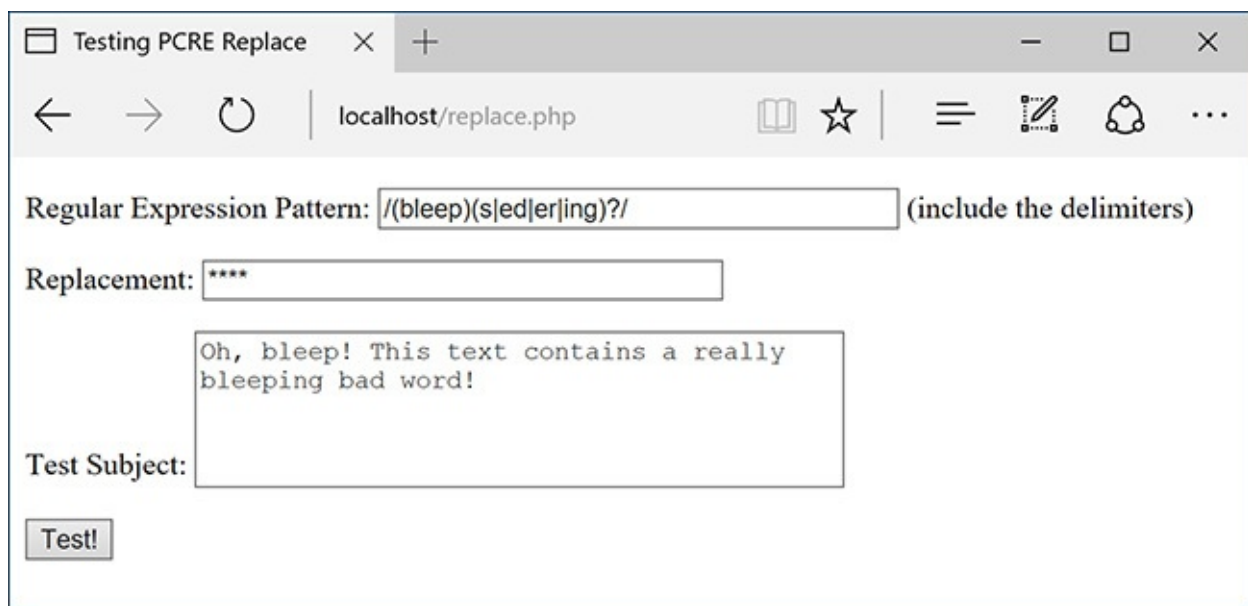 Testing PCRE Replace
localhost/replace.php
Regular Expression Pattern: /(bleep)(s|ed|er|ing)?/ (include the delimiters)
Replacement: ****
Oh, bleep! This text contains a really
bleeping bad word!
Test Subject:
Test!